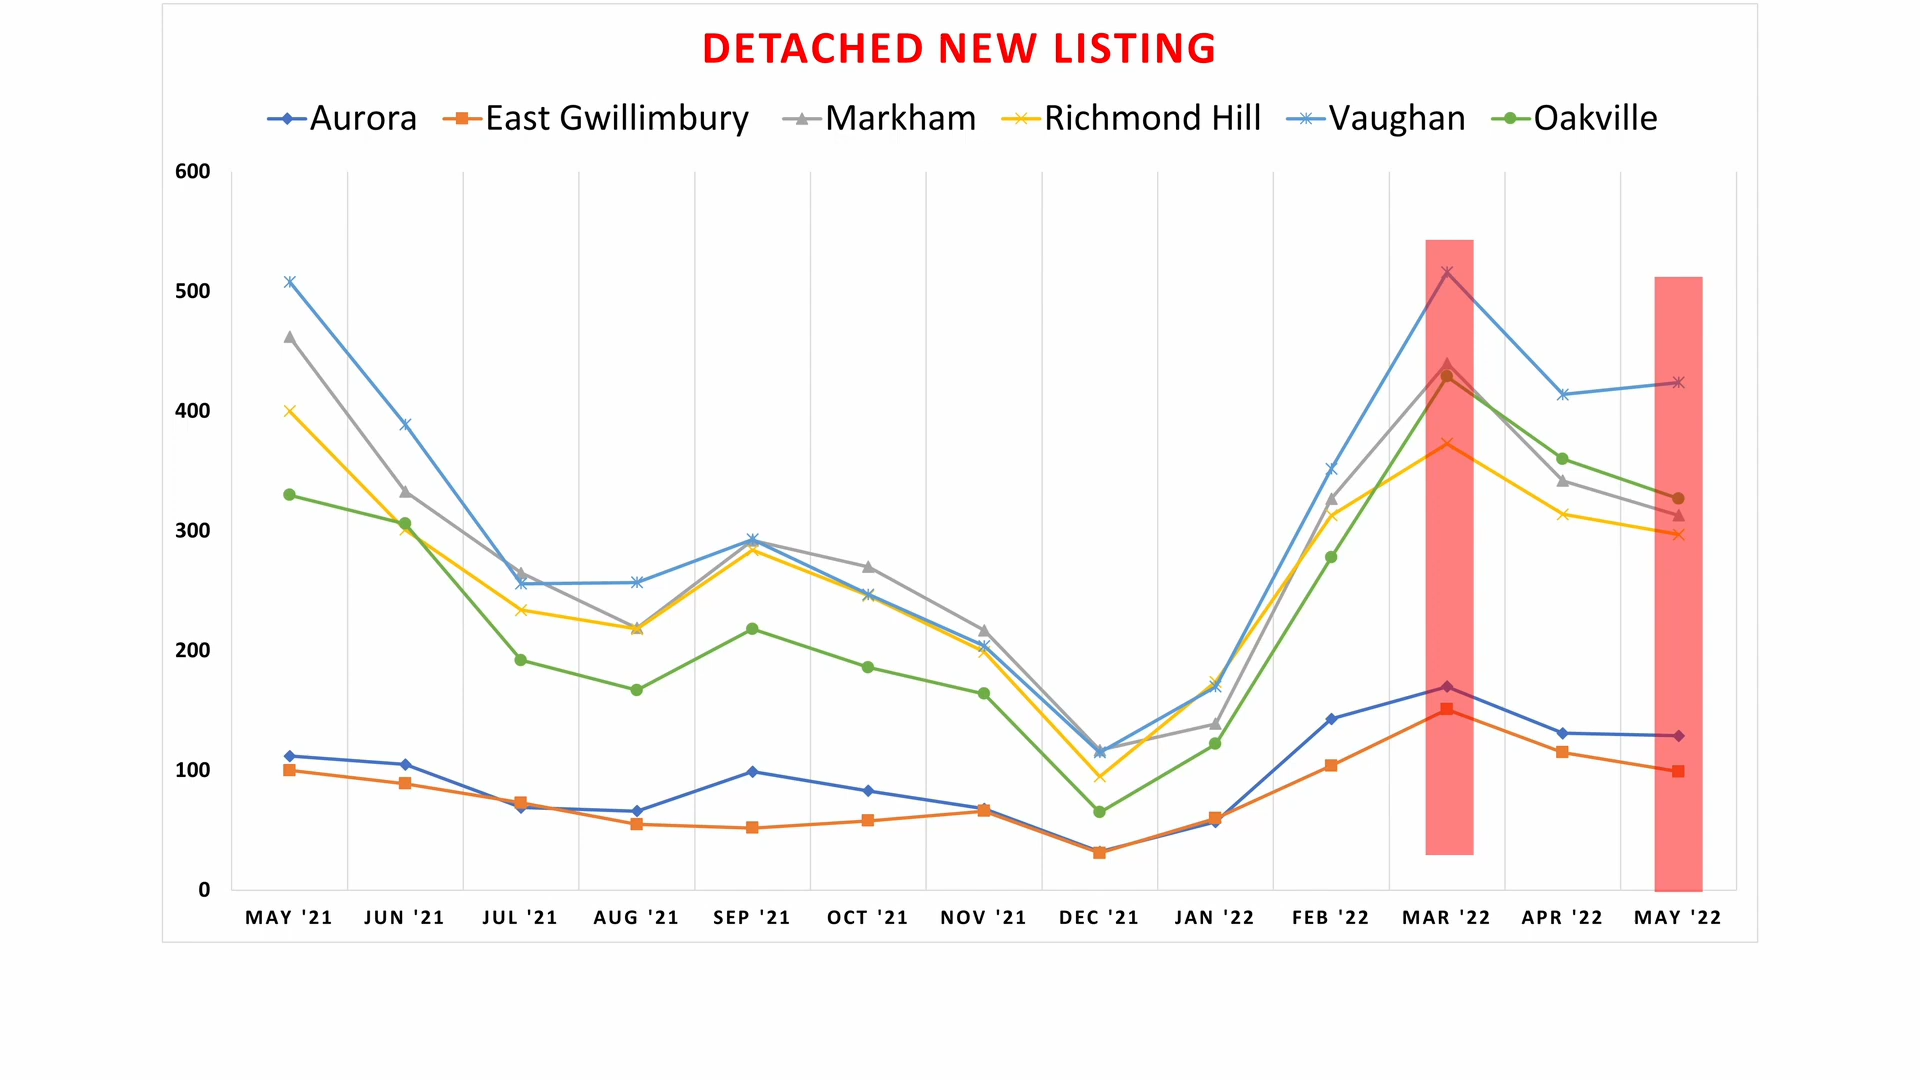 DETACHED NEW LISTING
Aurora East Gwillimbury Markham Richmond Hill Vaughan Oakville
600
500
400
300
200
100
0
MAY '21 JUN '21 JUL '21 AUG '21 SEP '21 OCT '21 NOV '21 DEC '21 JAN '22 FEB '22 MAR '22 APR '22 MAY '22